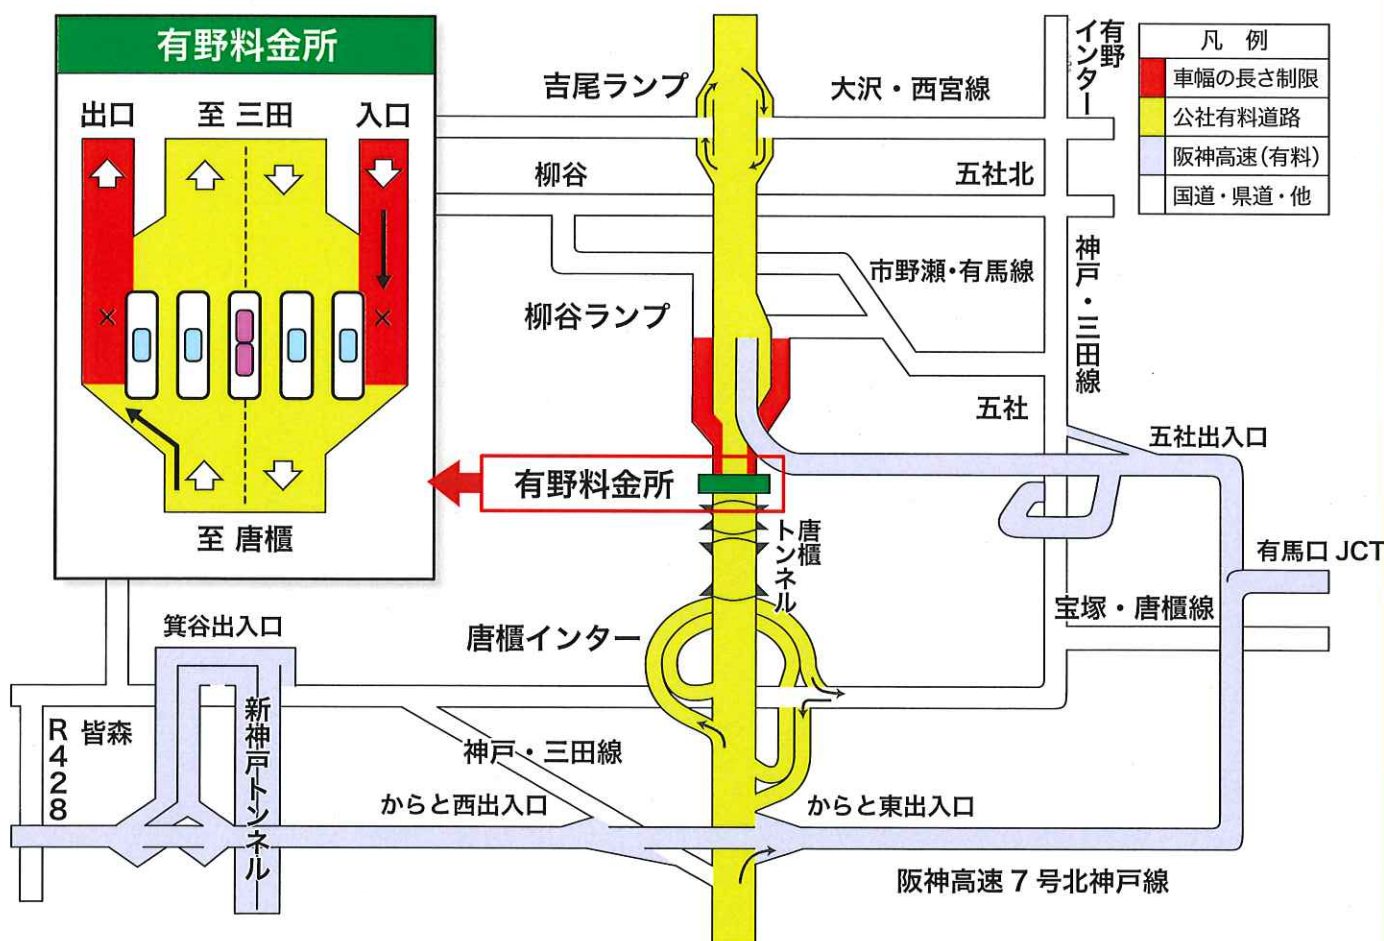 有野料金所
出口
至 三田
入口
×
×
至 唐櫃
吉尾ランプ
大沢・西宮線
有野
インター
凡 例
車幅の長さ制限
公社有料道路
阪神高速(有料)
国道・県道・他
柳谷
五社北
市野瀬・有馬線
神戸・三田線
柳谷ランプ
五社
五社出入口
有野料金所
唐櫃
トンネル
有馬口 JCT
宝塚・唐櫃線
箕谷出入口
唐櫃インター
R428
皆森
新神戸トンネル
神戸・三田線
からと西出入口
からと東出入口
阪神高速 7 号北神戸線